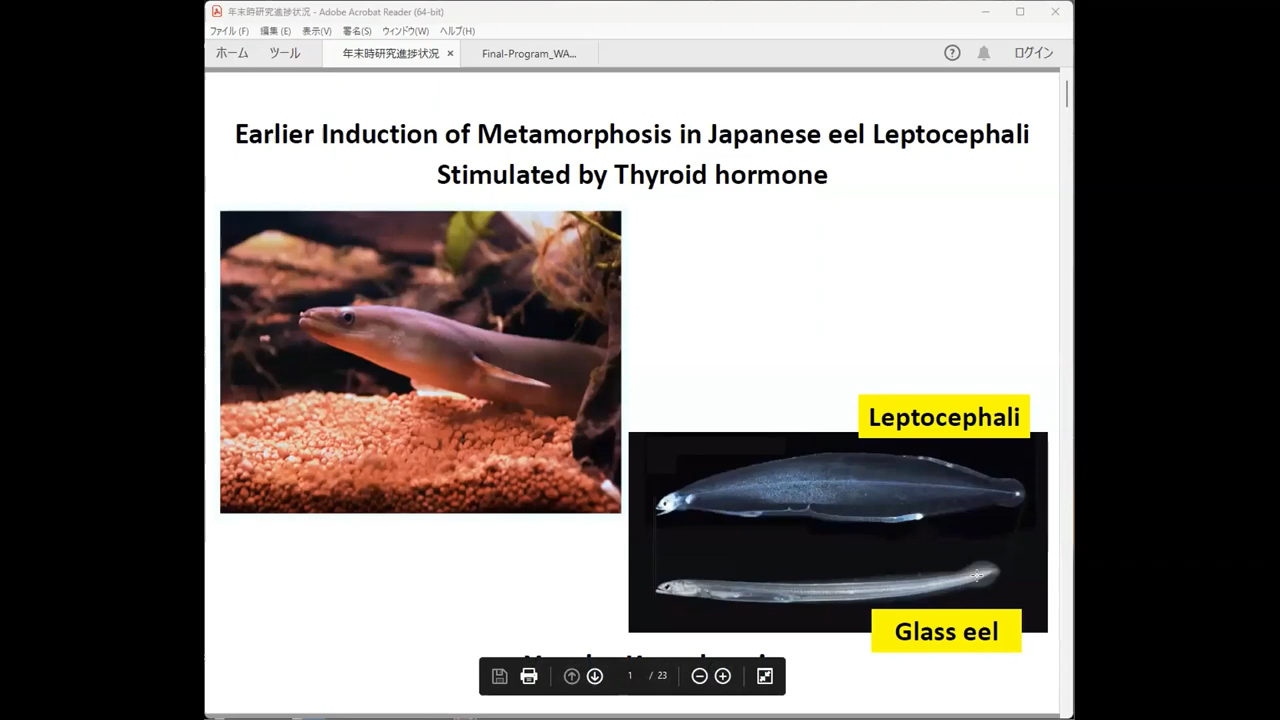 年末時研究進捗状況 - Adobe Acrobat Reader (64-bit)
ファイル(F) 編集(E) 表示(V) 署名(S) ウィンドウ(W) ヘルプ(H)
ホーム ツール 年末時研究進捗状況 × Final-Program_WA... ログイン
Earlier Induction of Metamorphosis in Japanese eel Leptocephali
Stimulated by Thyroid hormone
Leptocephali
Glass eel
1 / 23